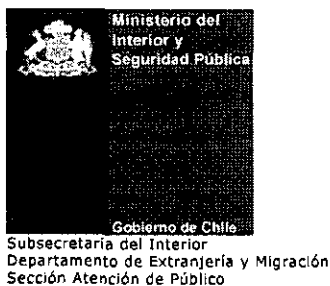 Ministerio del
Interior y
Seguridad Pública
Gobierno de Chile
Subsecretaría del Interior
Departamento de Extranjería y Migración
Sección Atención de Público